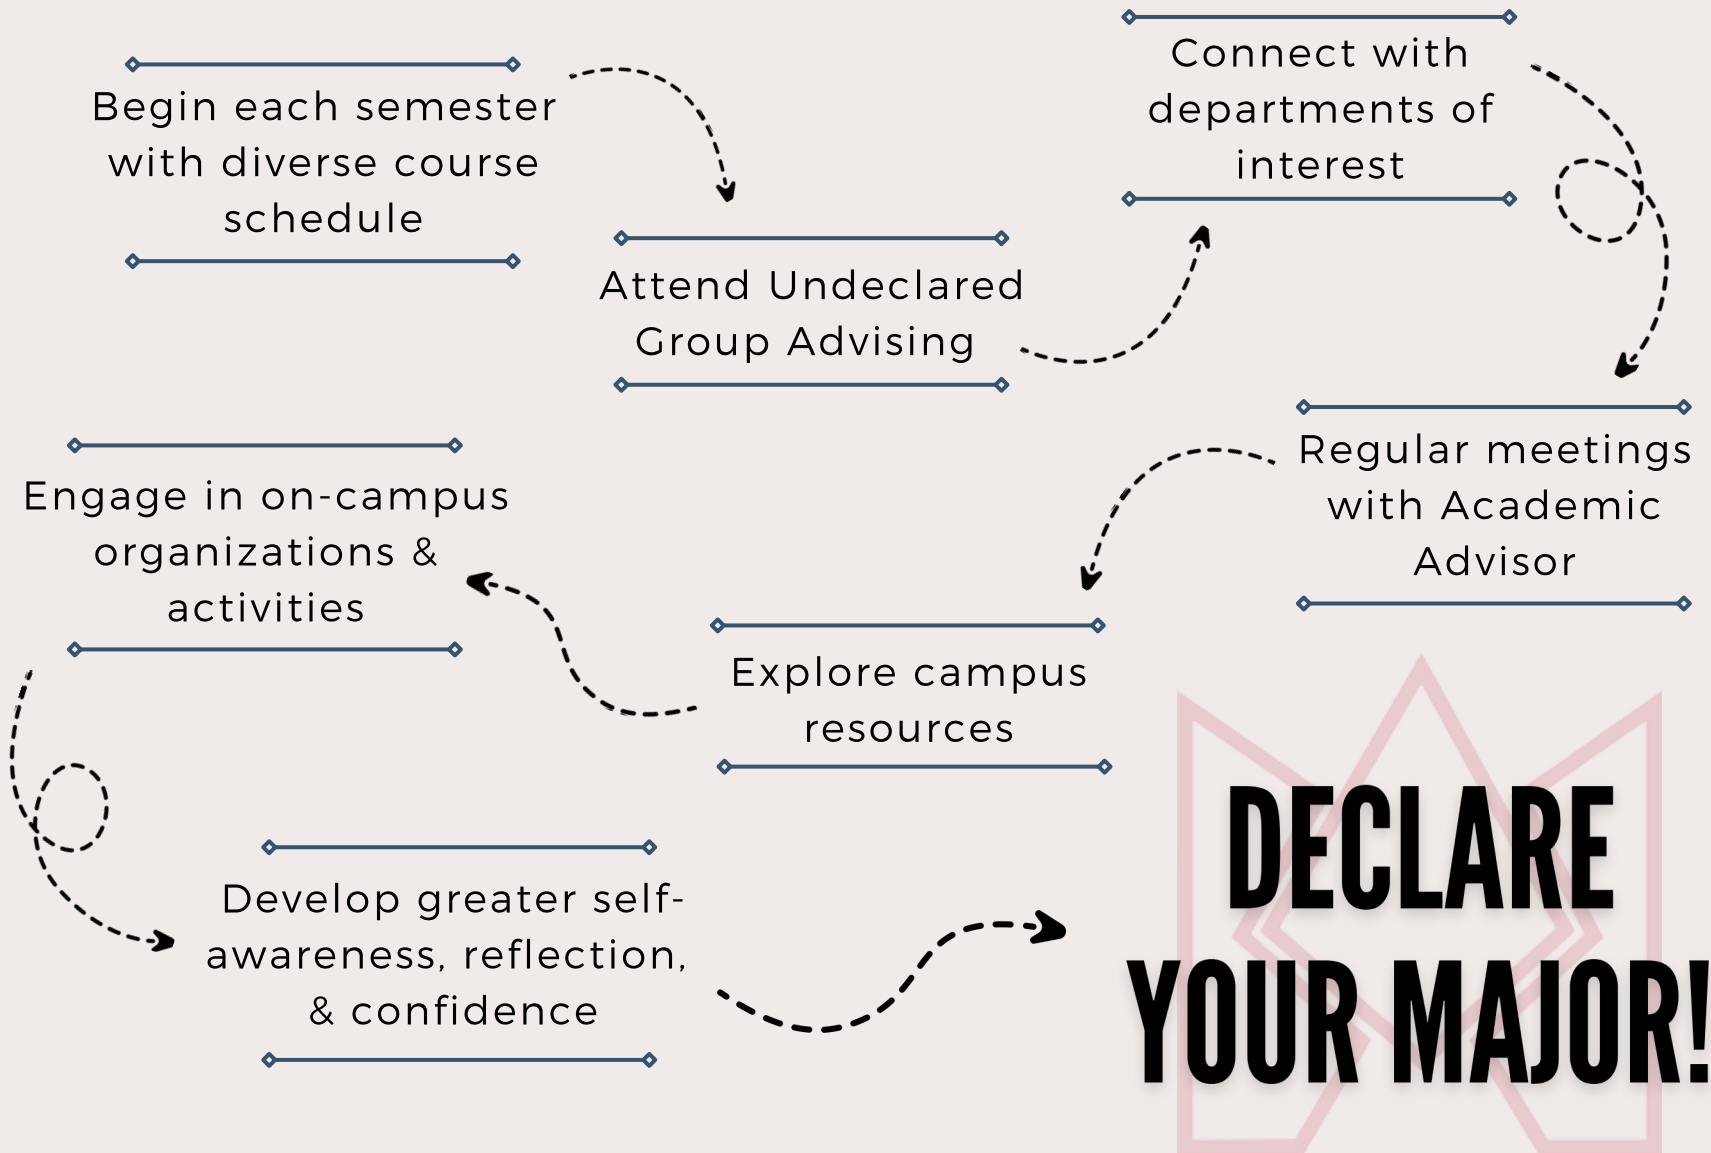 Begin each semester
with diverse course
schedule
Attend Undeclared
Group Advising
Connect with
departments of
interest
Regular meetings
with Academic
Advisor
Explore campus
resources
Engage in on-campus
organizations &
activities
Develop greater self-
awareness, reflection,
& confidence
DECLARE
YOUR MAJOR!